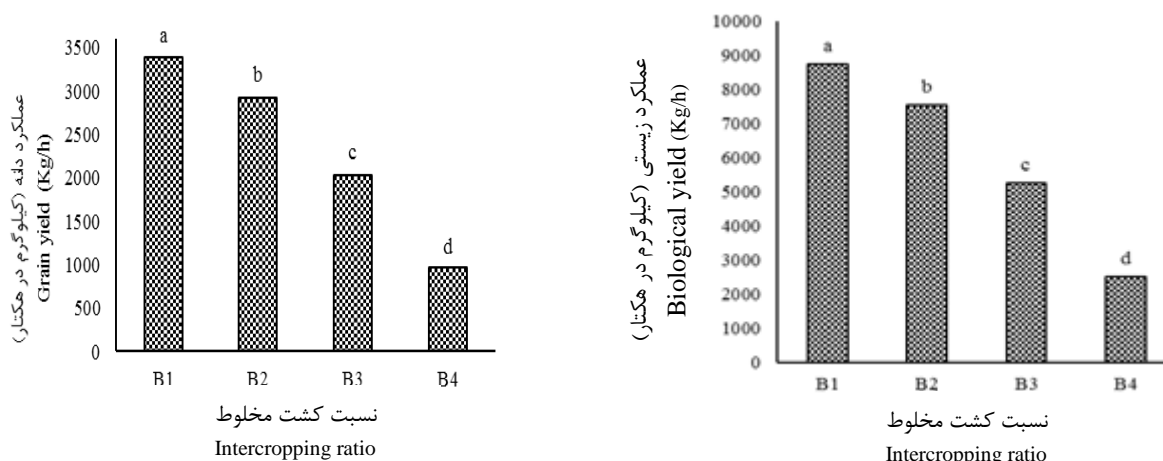 عملکرد دانه (کیلوگرم در هکتار)
Grain yield (Kg/h)
3500
3000
2500
2000
1500
1000
500
0
a
b
c
d
B1 B2 B3 B4
نسبت کشت مخلوط
Intercropping ratio
عملکرد زیستی (کیلوگرم در هکتار)
Biological yield (Kg/h)
10000
9000
8000
7000
6000
5000
4000
3000
2000
1000
0
a
b
c
d
B1 B2 B3 B4
نسبت کشت مخلوط
Intercropping ratio